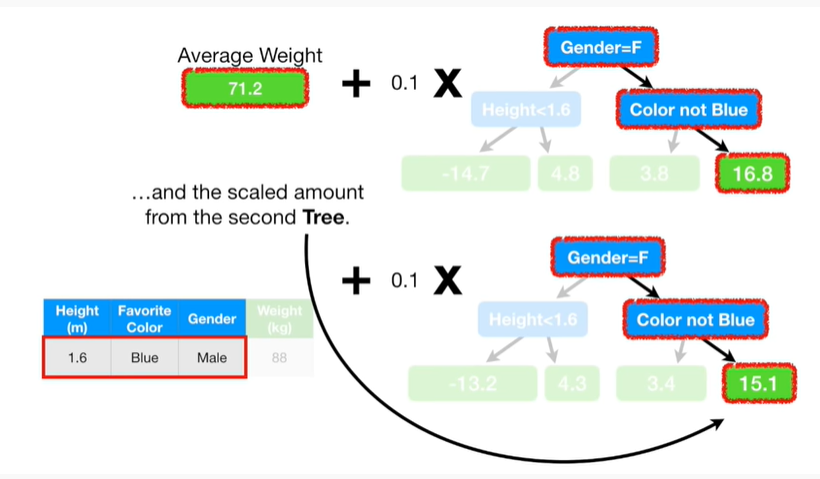 Average Weight
71.2
+ 0.1 X
Gender=F
Height<1.6
Color not Blue
-14.7
4.8
3.8
16.8
...and the scaled amount
from the second Tree.
+ 0.1 X
Gender=F
Height<1.6
Color not Blue
-13.2
4.3
3.4
15.1
Height
(m)
Favorite
Color
Gender
Weight
(kg)
1.6
Blue
Male
88